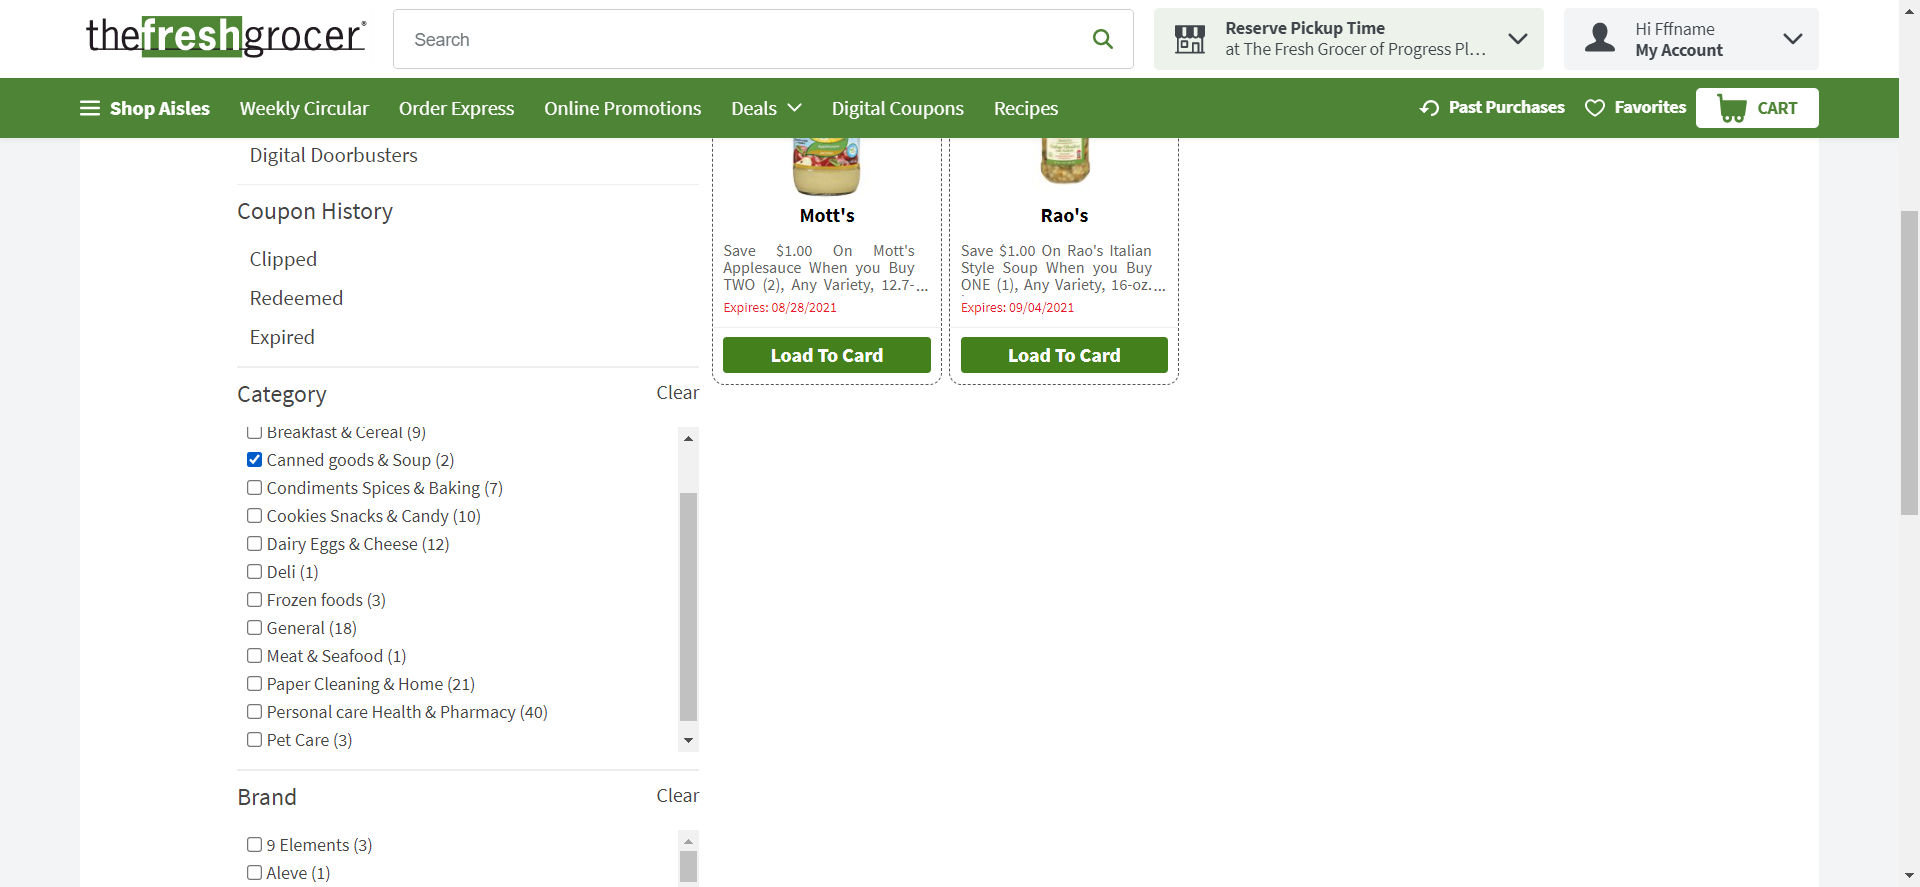 thefreshgrocer®
Search
Reserve Pickup Time
at The Fresh Grocer of Progress Pl...
Hi Fffname
My Account
Shop Aisles
Weekly Circular
Order Express
Online Promotions
Deals
Digital Coupons
Recipes
Past Purchases
Favorites
CART
Digital Doorbusters
Coupon History
Clipped
Redeemed
Expired
Category
Clear
Breakfast & Cereal (9)
Canned goods & Soup (2)
Condiments Spices & Baking (7)
Cookies Snacks & Candy (10)
Dairy Eggs & Cheese (12)
Deli (1)
Frozen foods (3)
General (18)
Meat & Seafood (1)
Paper Cleaning & Home (21)
Personal care Health & Pharmacy (40)
Pet Care (3)
Brand
Clear
9 Elements (3)
Aleve (1)
Mott's
Save $1.00 On Mott's
Applesauce When you Buy
TWO (2), Any Variety, 12.7-...
Expires: 08/28/2021
Load To Card
Rao's
Save $1.00 On Rao's Italian
Style Soup When you Buy
ONE (1), Any Variety, 16-oz....
Expires: 09/04/2021
Load To Card